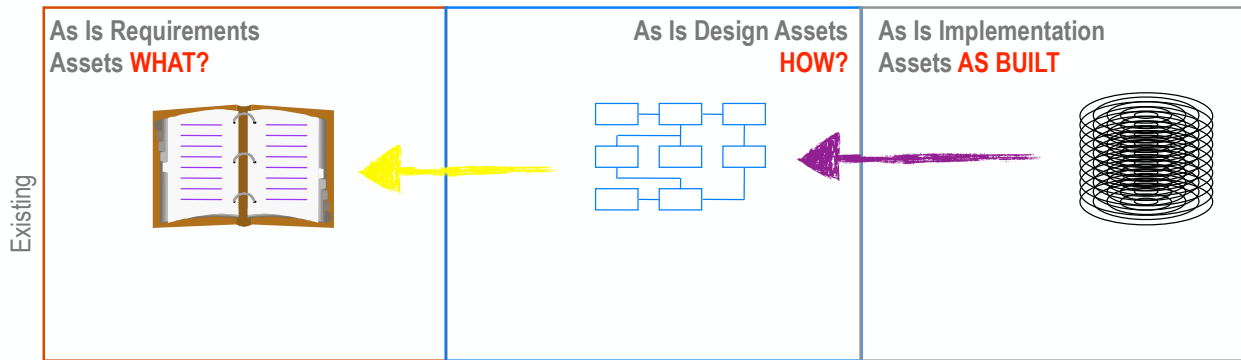 As Is Requirements
Assets WHAT?
As Is Design Assets
HOW?
As Is Implementation
Assets AS BUILT
Existing